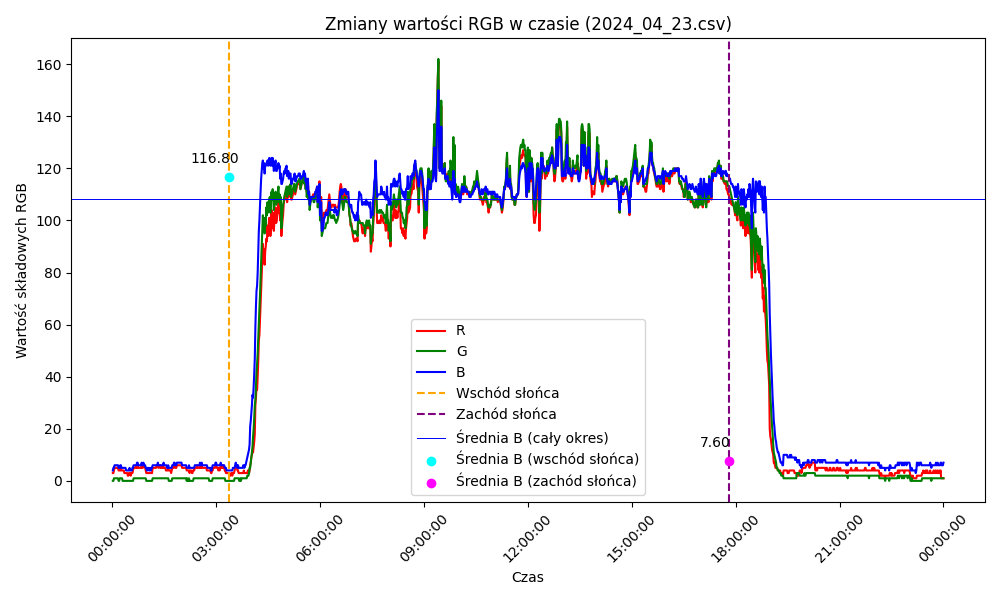 Zmiany wartości RGB w czasie (2024_04_23.csv)
Wartość składowych RGB
160
140
120
100
80
60
40
20
0
116.80
7.60
R
G
B
Wschód słońca
Zachód słońca
Średnia B (cały okres)
Średnia B (wschód słońca)
Średnia B (zachód słońca)
00:00:00
03:00:00
06:00:00
09:00:00
12:00:00
15:00:00
18:00:00
21:00:00
00:00:00
Czas